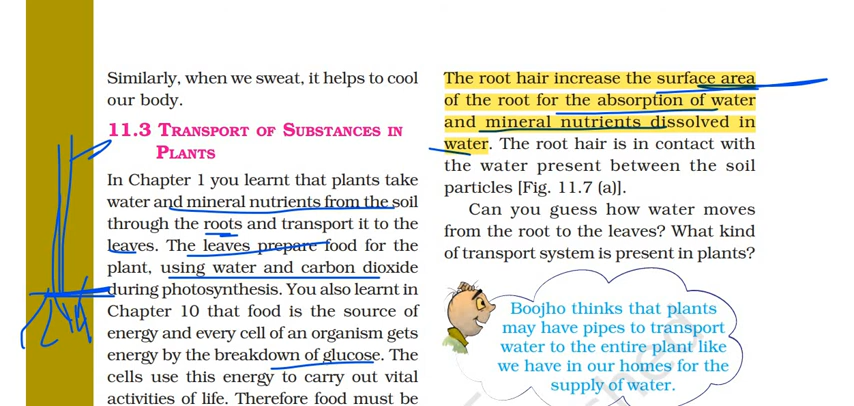 Similarly, when we sweat, it helps to cool
our body.
11.3 TRANSPORT OF SUBSTANCES IN
PLANTS
In Chapter 1 you learnt that plants take
water and mineral nutrients from the soil
through the roots and transport it to the
leaves. The leaves prepare food for the
plant, using water and carbon dioxide
during photosynthesis. You also learnt in
Chapter 10 that food is the source of
energy and every cell of an organism gets
energy by the breakdown of glucose. The
cells use this energy to carry out vital
activities of life. Therefore food must be
The root hair increase the surface area
of the root for the absorption of water
and mineral nutrients dissolved in
water. The root hair is in contact with
the water present between the soil
particles [Fig. 11.7 (a)].
Can you guess how water moves
from the root to the leaves? What kind
of transport system is present in plants?
Boojho thinks that plants
may have pipes to transport
water to the entire plant like
we have in our homes for the
supply of water.